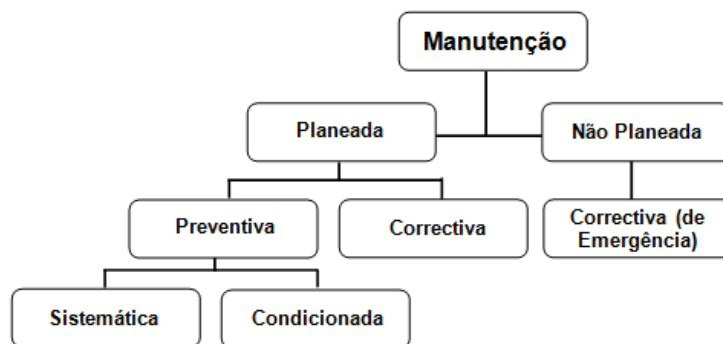 Manutenção
Planeada
Não Planeada
Preventiva
Correctiva
Correctiva (de
Emergência)
Sistemática
Condicionada